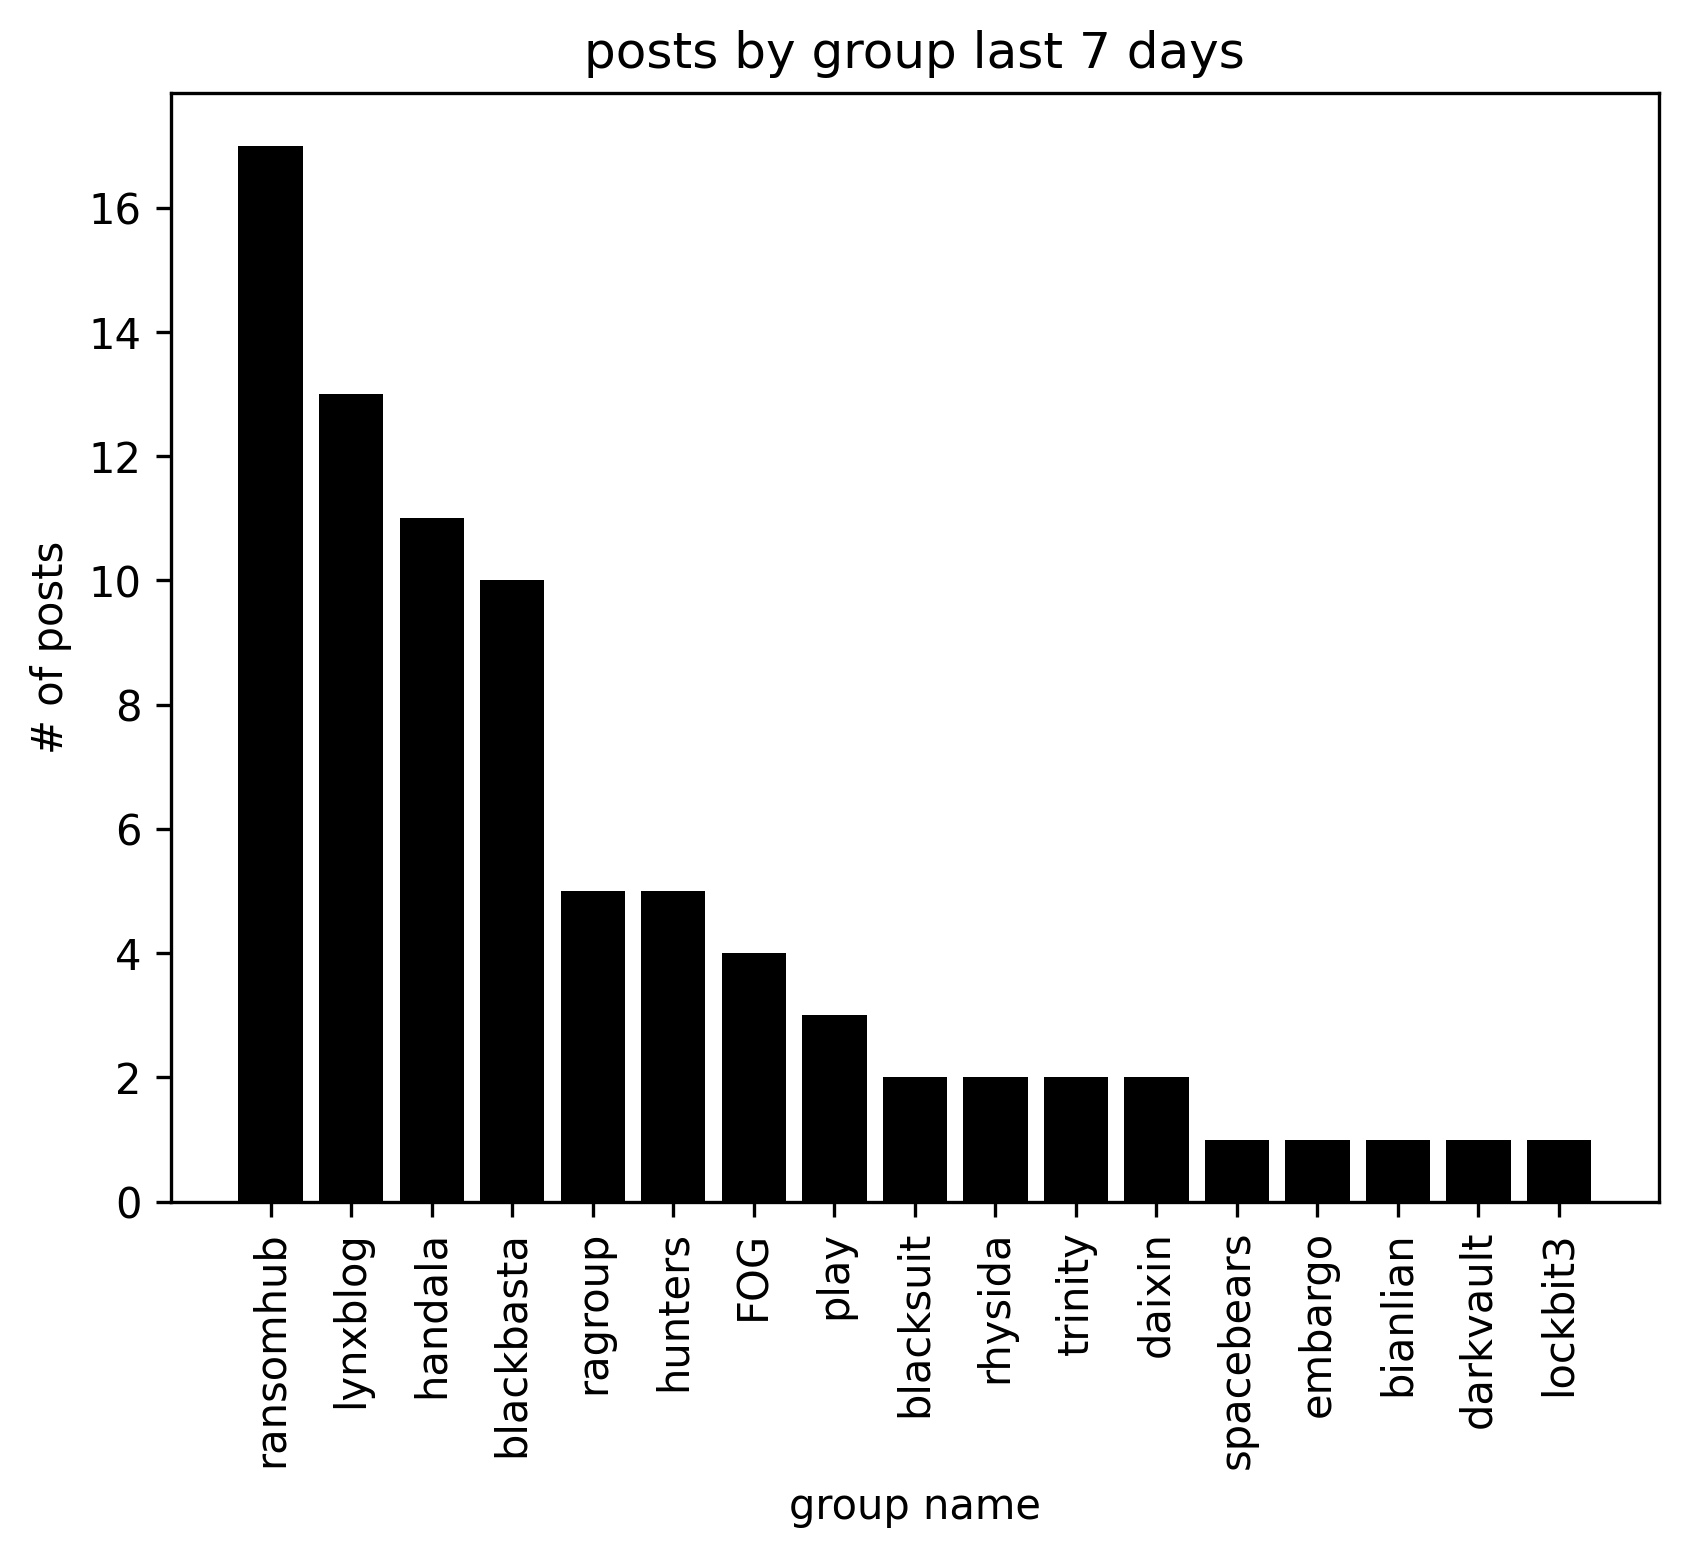 posts by group last 7 days
# of posts
16
14
12
10
8
6
4
2
0
ransomhub
lynxblog
handala
blackbasta
ragroup
hunters
FOG
play
blacksuit
rhysida
trinity
daixin
spacebears
embargo
bianlian
darkvault
lockbit3
group name